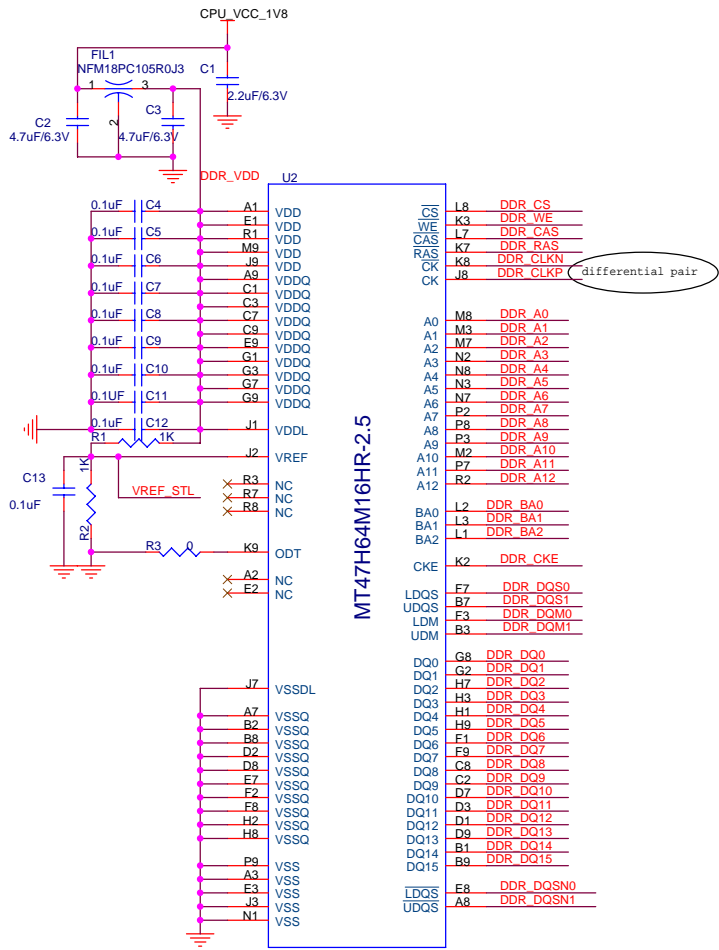 CPU_VCC_1V8
FIL1
NFM18PC105R0J3
1
3
2
C1
2.2uF/6.3V
C2
4.7uF/6.3V
C3
4.7uF/6.3V
DDR_VDD
U2
MT47H64M16HR-2.5
0.1uF C4
0.1uF C5
0.1uF C6
0.1uF C7
0.1uF C8
0.1uF C9
0.1uF C10
0.1UF C11
0.1uF C12
R1 1K
1K
R2
C13
0.1uF
VREF_STL
R3 0
A1 VDD
E1 VDD
R1 VDD
M9 VDD
J9 VDD
A9 VDDQ
C1 VDDQ
C3 VDDQ
C7 VDDQ
C9 VDDQ
E9 VDDQ
G1 VDDQ
G3 VDDQ
G7 VDDQ
G9 VDDQ
J1 VDDL
J2 VREF
R3 NC
R7 NC
R8 NC
K9 ODT
A2 NC
E2 NC
J7 VSSDL
A7 VSSQ
B2 VSSQ
B8 VSSQ
D2 VSSQ
D8 VSSQ
E7 VSSQ
F2 VSSQ
F8 VSSQ
H2 VSSQ
H8 VSSQ
P9 VSS
A3 VSS
E3 VSS
J3 VSS
N1 VSS
CS L8 DDR_CS
WE K3 DDR_WE
CAS L7 DDR_CAS
RAS K7 DDR_RAS
CK K8 DDR_CLKN
CK J8 DDR_CLKP
differential pair
A0 M8 DDR_A0
A1 M3 DDR_A1
A2 M7 DDR_A2
A3 N2 DDR_A3
A4 N8 DDR_A4
A5 N3 DDR_A5
A6 N7 DDR_A6
A7 P2 DDR_A7
A8 P8 DDR_A8
A9 P3 DDR_A9
A10 M2 DDR_A10
A11 P7 DDR_A11
A12 R2 DDR_A12
BA0 L2 DDR_BA0
BA1 L3 DDR_BA1
BA2 L1 DDR_BA2
CKE K2 DDR_CKE
LDQS F7 DDR_DQS0
UDQS B7 DDR_DQS1
LDM F3 DDR_DQM0
UDM B3 DDR_DQM1
DQ0 G8 DDR_DQ0
DQ1 G2 DDR_DQ1
DQ2 H7 DDR_DQ2
DQ3 H3 DDR_DQ3
DQ4 H1 DDR_DQ4
DQ5 H9 DDR_DQ5
DQ6 F1 DDR_DQ6
DQ7 F9 DDR_DQ7
DQ8 C8 DDR_DQ8
DQ9 C2 DDR_DQ9
DQ10 D7 DDR_DQ10
DQ11 D3 DDR_DQ11
DQ12 D1 DDR_DQ12
DQ13 D9 DDR_DQ13
DQ14 B1 DDR_DQ14
DQ15 B9 DDR_DQ15
LDQS E8 DDR_DQSN0
UDQS A8 DDR_DQSN1